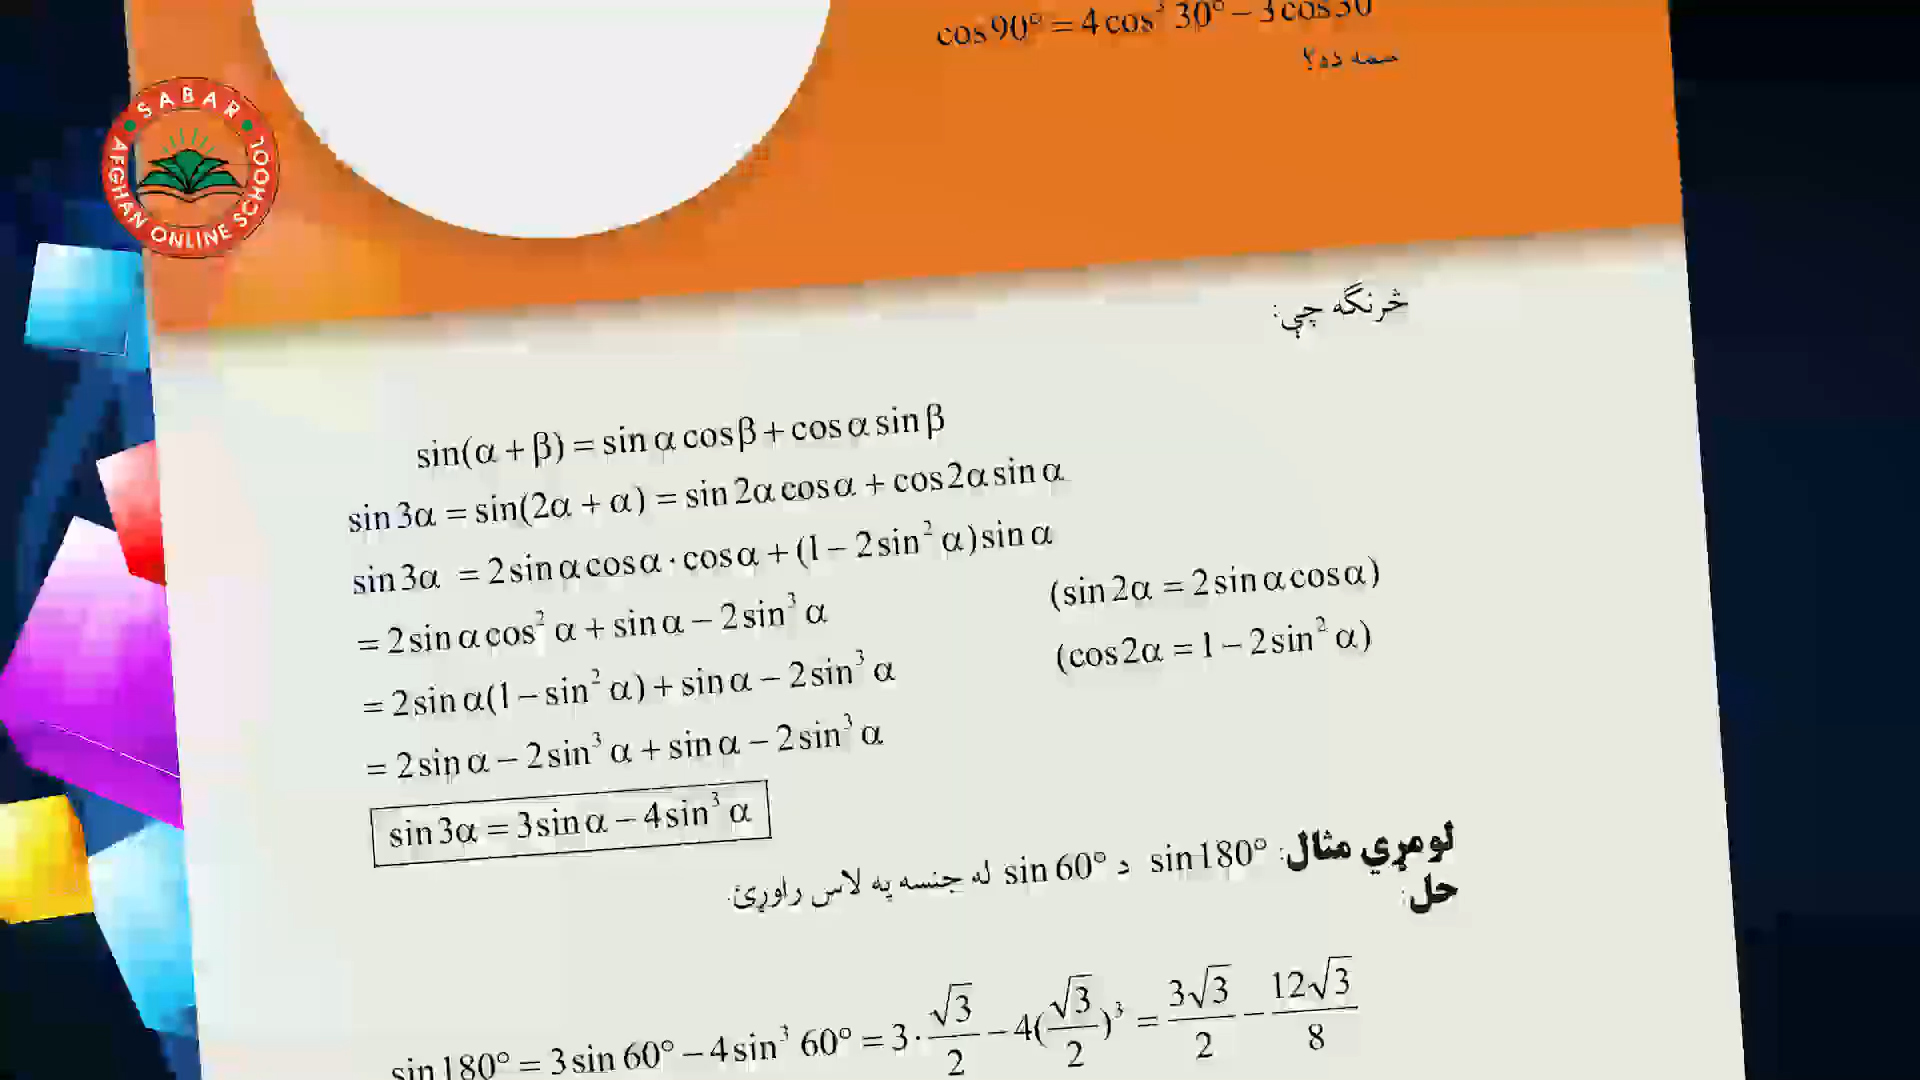 cos 90° = 4 cos³ 30° − 3 cos 30
سمه ده؟
SABAR
AFGHAN ONLINE SCHOOL
څرنگه چې:
sin(α + β) = sin α cos β + cos α sin β
sin 3α = sin(2α + α) = sin 2α cos α + cos 2α sin α
sin 3α = 2 sin α cos α · cos α + (1 − 2 sin² α) sin α
= 2 sin α cos² α + sin α − 2 sin³ α (sin 2α = 2 sin α cos α)
= 2 sin α(1 − sin² α) + sin α − 2 sin³ α (cos 2α = 1 − 2 sin² α)
= 2 sin α − 2 sin³ α + sin α − 2 sin³ α
sin 3α = 3 sin α − 4 sin³ α
لومړي مثال: sin 180° د sin 60° له جنسه په لاس راوړئ.
حل:
sin 180° = 3 sin 60° − 4 sin³ 60° = 3 · √3/2 − 4(√3/2)³ = 3√3/2 − 12√3/8